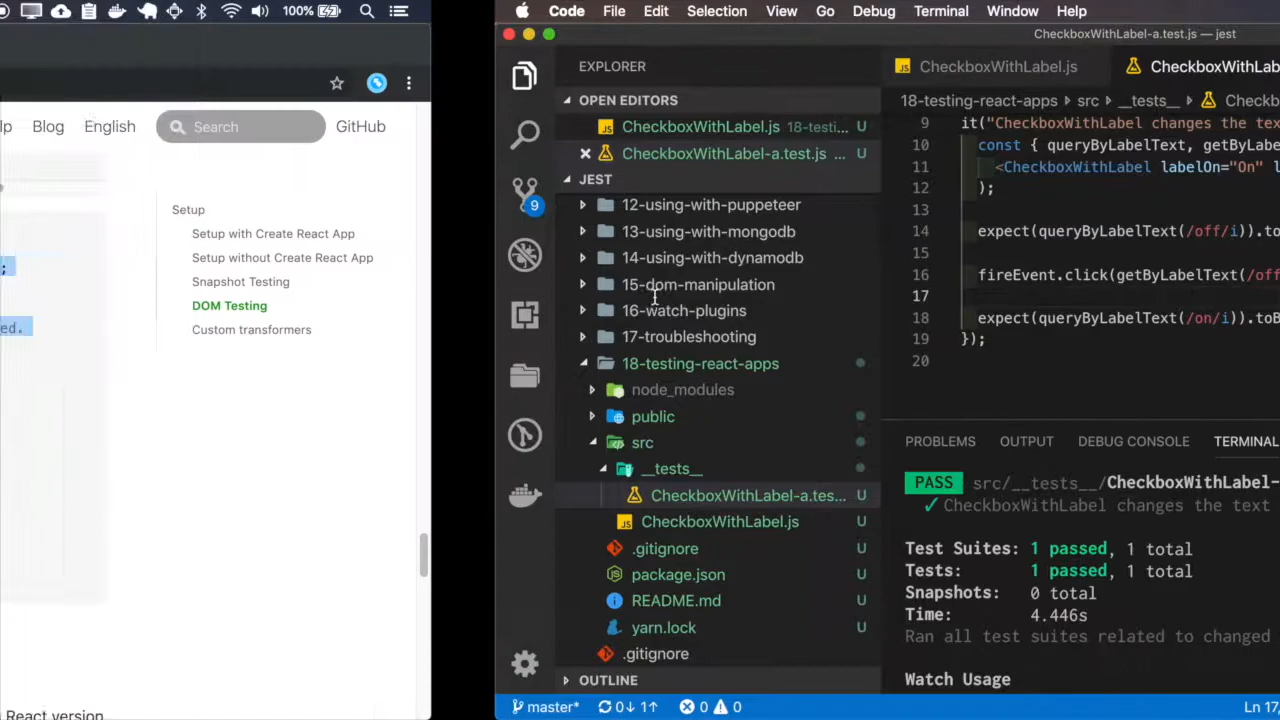 100%
Code File Edit Selection View Go Debug Terminal Window Help
CheckboxWithLabel-a.test.js — jest
lp Blog English Search GitHub
;
ed.
Setup
Setup with Create React App
Setup without Create React App
Snapshot Testing
DOM Testing
Custom transformers
React version
EXPLORER
OPEN EDITORS
JS CheckboxWithLabel.js 18-testi... U
CheckboxWithLabel-a.test.js ... U
JEST
9
12-using-with-puppeteer
13-using-with-mongodb
14-using-with-dynamodb
15-dom-manipulation
16-watch-plugins
17-troubleshooting
18-testing-react-apps
node_modules
public
src
__tests__
CheckboxWithLabel-a.tes... U
JS CheckboxWithLabel.js U
.gitignore U
package.json U
README.md U
yarn.lock U
.gitignore
OUTLINE
JS CheckboxWithLabel.js CheckboxWithLab
18-testing-react-apps src __tests__ Checkb
9 it("CheckboxWithLabel changes the tex
10 const { queryByLabelText, getByLabe
11 <CheckboxWithLabel labelOn="On" l
12 );
13
14 expect(queryByLabelText(/off/i)).to
15
16 fireEvent.click(getByLabelText(/off
17
18 expect(queryByLabelText(/on/i)).toB
19 });
20
PROBLEMS OUTPUT DEBUG CONSOLE TERMINAL
PASS src/__tests__/CheckboxWithLabel-
✓ CheckboxWithLabel changes the text
Test Suites: 1 passed, 1 total
Tests: 1 passed, 1 total
Snapshots: 0 total
Time: 4.446s
Ran all test suites related to changed
Watch Usage
master* 0↓ 1↑ 0 0 Ln 17,